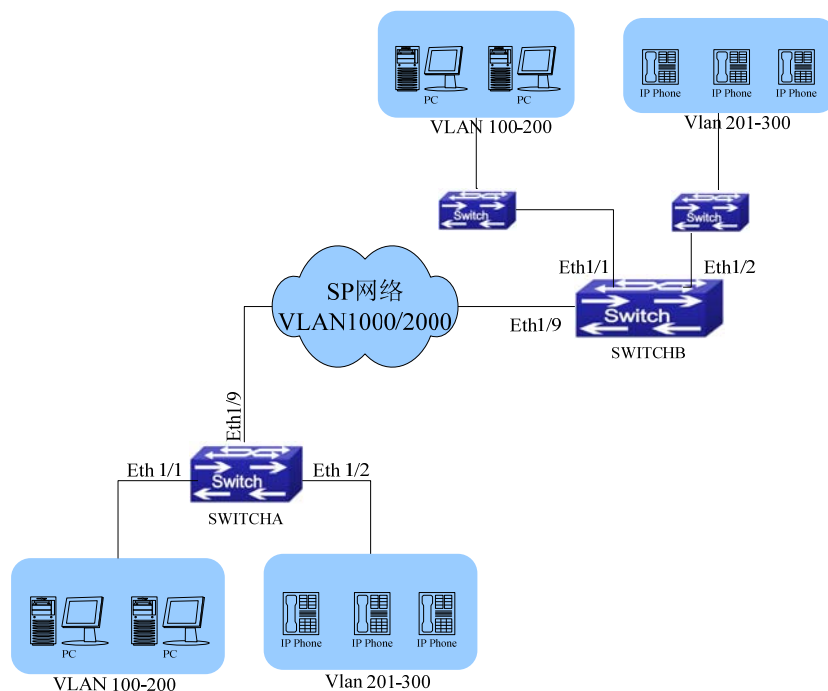 PC
PC
VLAN 100-200
IP Phone
IP Phone
IP Phone
Vlan 201-300
Switch
Switch
Eth1/1
Eth1/2
SP网络
VLAN1000/2000
Eth1/9
Switch
SWITCHB
Eth1/9
Eth 1/1
Switch
Eth 1/2
SWITCHA
PC
PC
VLAN 100-200
IP Phone
IP Phone
IP Phone
Vlan 201-300